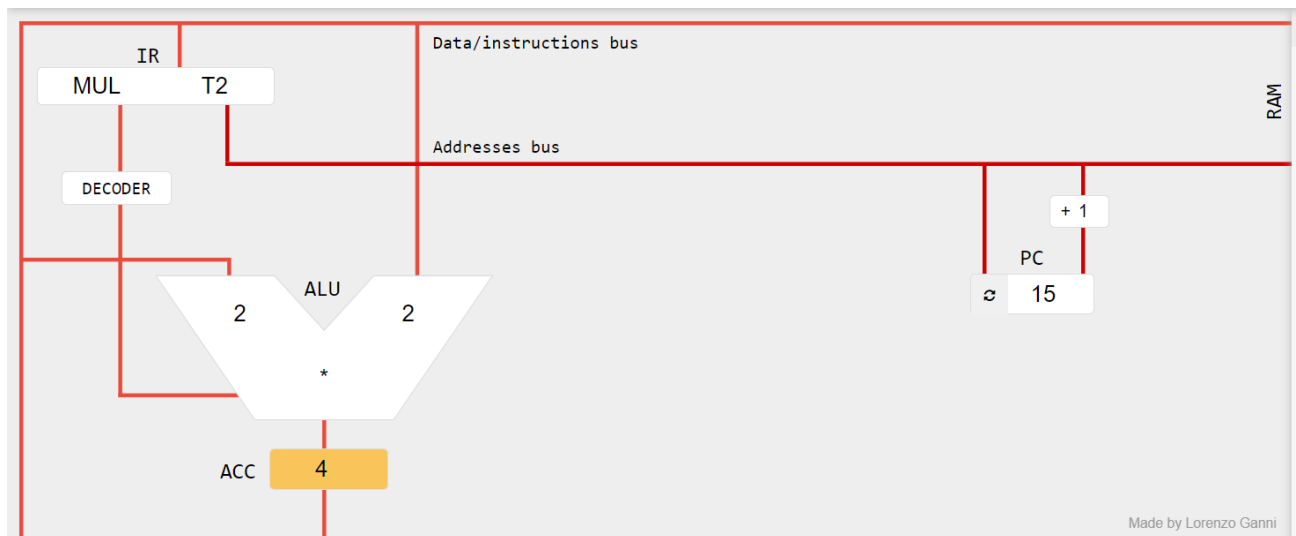 Data/instructions bus
IR
MUL T2
RAM
Addresses bus
DECODER
+ 1
PC
ALU
15
2 2
*
ACC 4
Made by Lorenzo Ganni